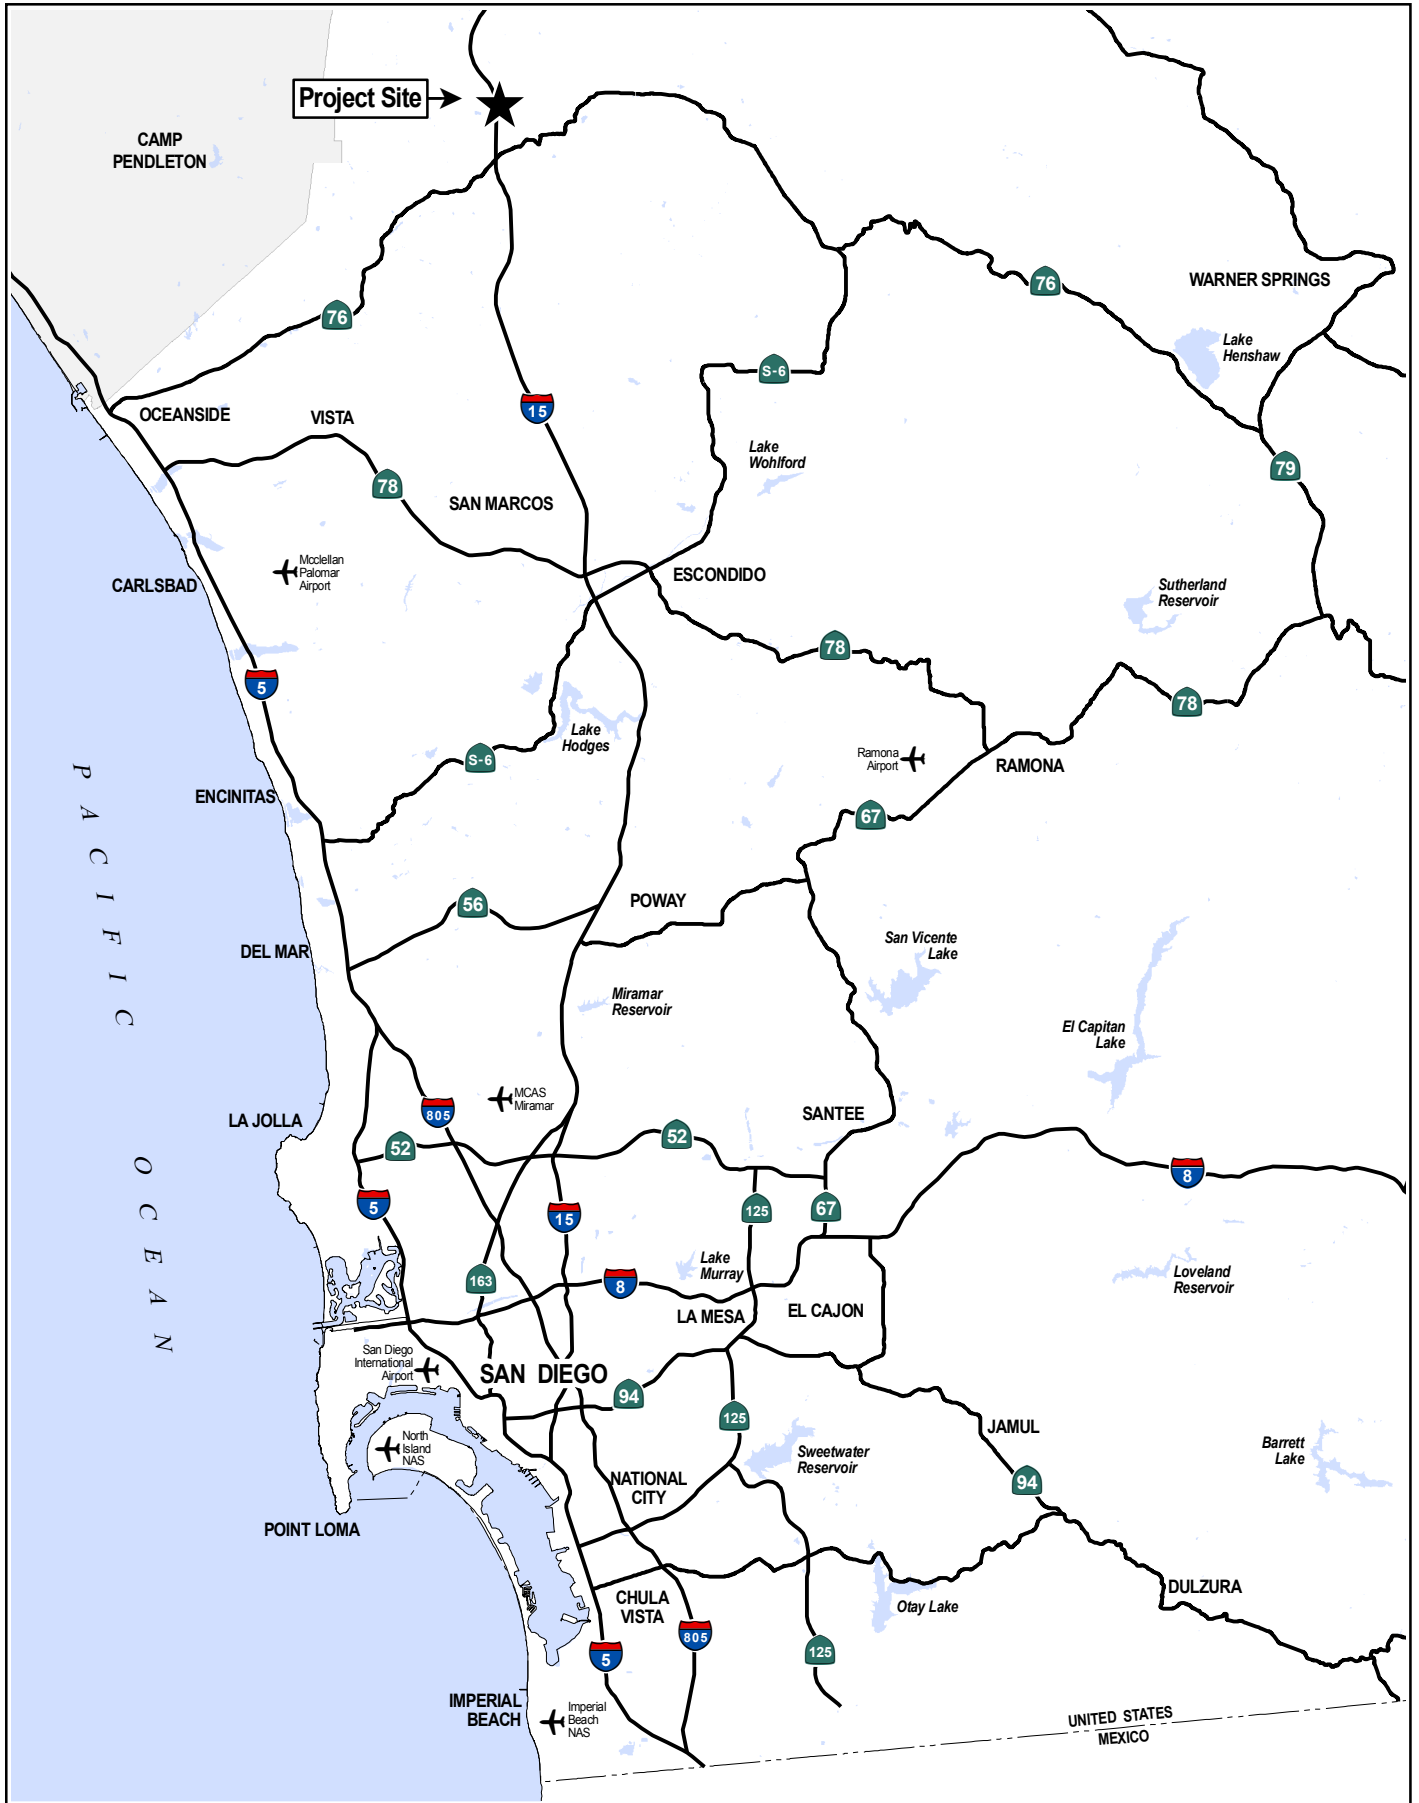 Project Site
CAMP
PENDLETON
76
WARNER SPRINGS
76
Lake
Henshaw
S-6
OCEANSIDE
VISTA
15
Lake
Wohlford
79
78
SAN MARCOS
Mcclellan
Palomar
Airport
CARLSBAD
ESCONDIDO
Sutherland
Reservoir
78
5
78
Lake
Hodges
S-6
Ramona
Airport
RAMONA
ENCINITAS
67
56
POWAY
DEL MAR
San Vicente
Lake
Miramar
Reservoir
El Capitan
Lake
PACIFIC OCEAN
MCAS
Miramar
805
SANTEE
LA JOLLA
52
52
8
5
15
125
67
Lake
Murray
163
8
Loveland
Reservoir
LA MESA
EL CAJON
San Diego
International
Airport
SAN DIEGO
94
125
JAMUL
North
Island
NAS
Sweetwater
Reservoir
Barrett
Lake
NATIONAL
CITY
94
POINT LOMA
DULZURA
CHULA
VISTA
Otay Lake
805
5
125
IMPERIAL
BEACH
Imperial
Beach
NAS
UNITED STATES
MEXICO